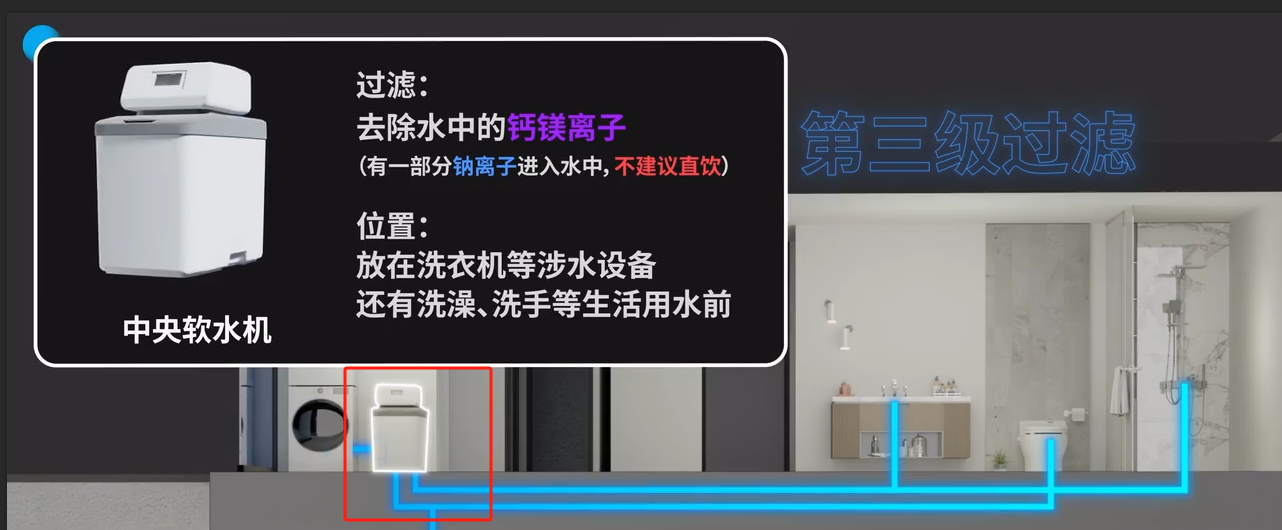 过滤：
去除水中的钙镁离子
（有一部分钠离子进入水中，不建议直饮）
位置：
放在洗衣机等涉水设备
还有洗澡、洗手等生活用水前
中央软水机
第三级过滤